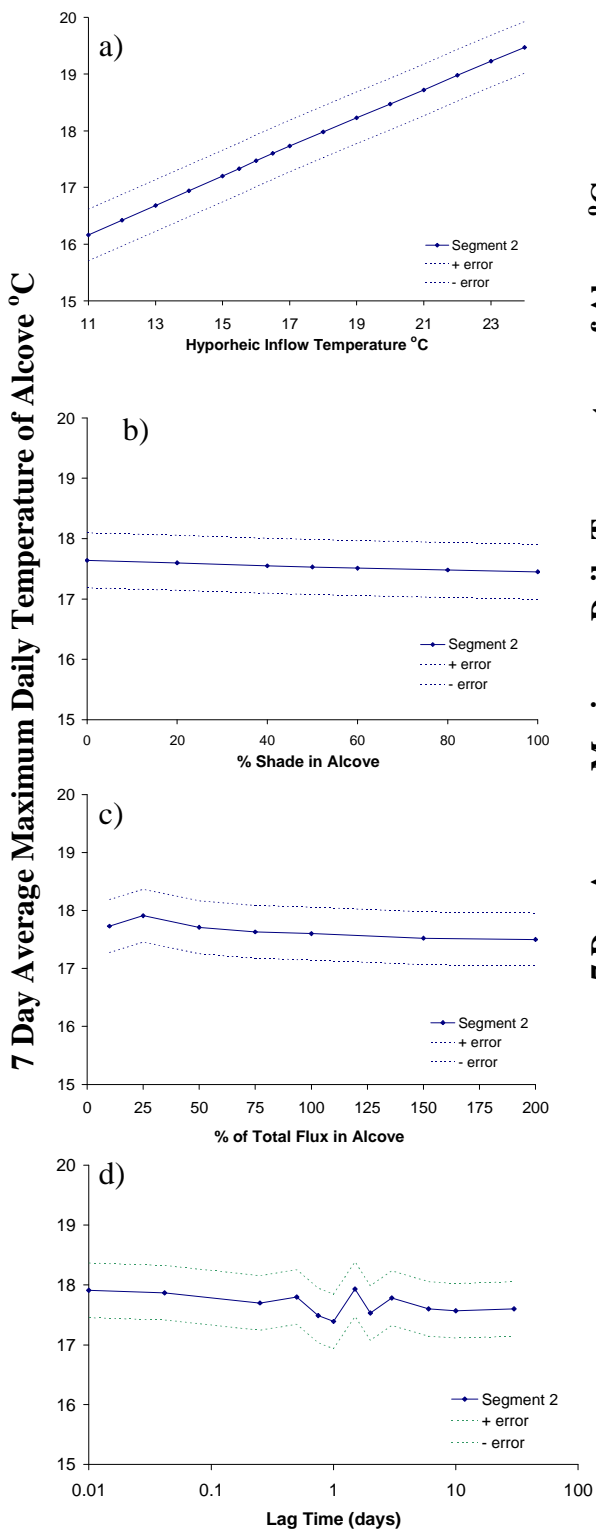 7 Day Average Maximum Daily Temperature of Alcove °C
a)
20
19
18
17
16
15
11 13 15 17 19 21 23
Segment 2
+ error
- error
Hyporheic Inflow Temperature °C
b)
20
19
18
17
16
15
0 20 40 60 80 100
Segment 2
+ error
- error
% Shade in Alcove
c)
20
19
18
17
16
15
0 25 50 75 100 125 150 175 200
Segment 2
+ error
- error
% of Total Flux in Alcove
d)
20
19
18
17
16
15
0.01 0.1 1 10 100
Segment 2
+ error
- error
Lag Time (days)